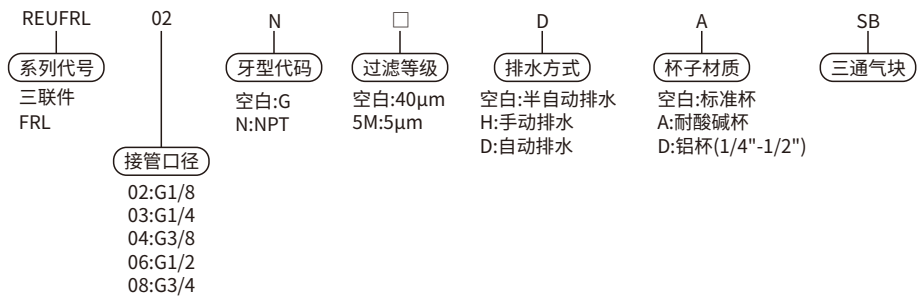 REUFRL 02 N □ D A SB
系列代号 牙型代码 过滤等级 排水方式 杯子材质 三通气块
三联件 空白:G 空白:40μm 空白:半自动排水 空白:标准杯
FRL N:NPT 5M:5μm H:手动排水 A:耐酸碱杯
D:自动排水 D:铝杯(1/4"-1/2")
接管口径
02:G1/8
03:G1/4
04:G3/8
06:G1/2
08:G3/4